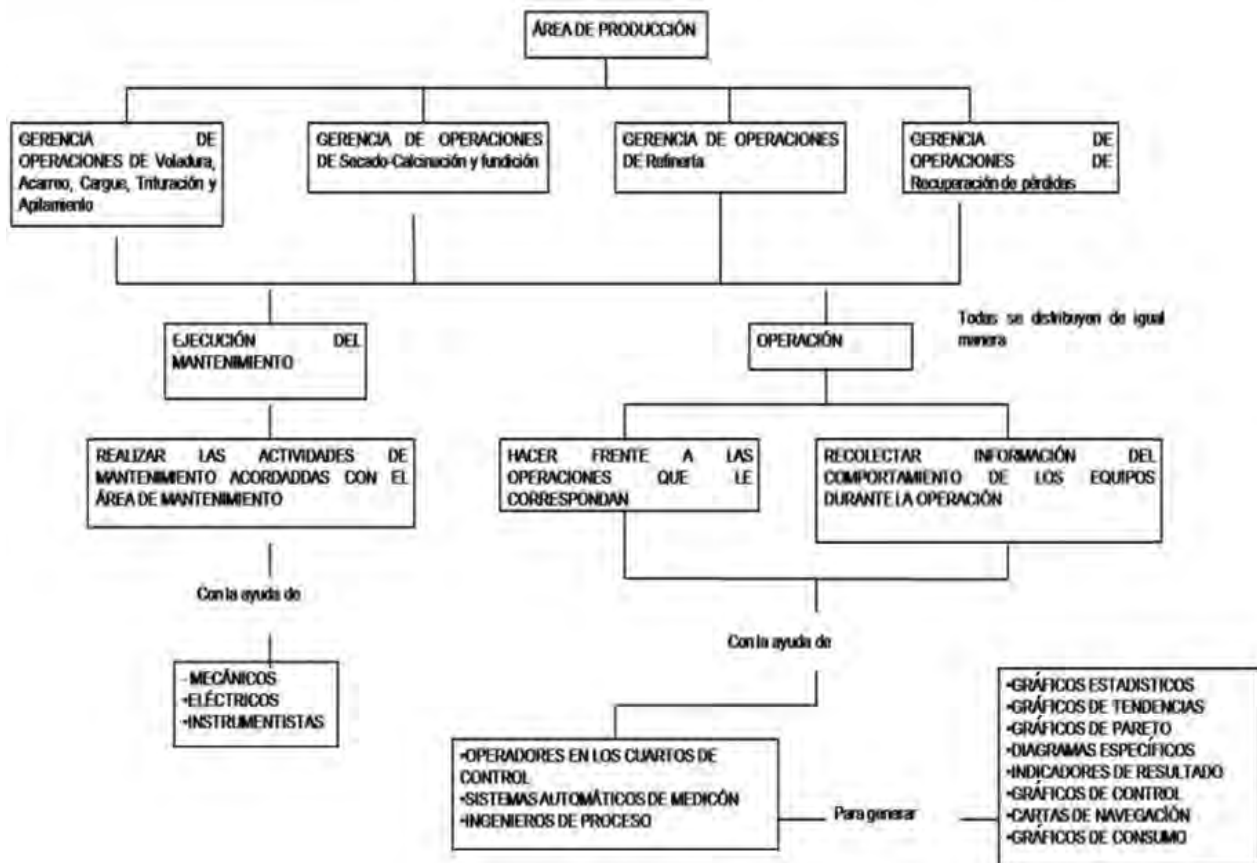 ÁREA DE PRODUCCIÓN
GERENCIA DE
OPERACIONES DE Voladura,
Acarreo, Cargue, Trituración y
Apilamiento
GERENCIA DE OPERACIONES
DE Secado-Calcinación y fundición
GERENCIA DE OPERACIONES
DE Refinería
GERENCIA DE
OPERACIONES DE
Recuperación de pérdidas
EJECUCIÓN DEL
MANTENIMIENTO
OPERACIÓN
Todas se distribuyen de igual
manera
REALIZAR LAS ACTIVIDADES DE
MANTENIMIENTO ACORDADDAS CON EL
ÁREA DE MANTENIMIENTO
HACER FRENTE A LAS
OPERACIONES QUE LE
CORRESPONDAN
RECOLECTAR INFORMACIÓN DEL
COMPORTAMIENTO DE LOS EQUIPOS
DURANTE LA OPERACIÓN
Con la ayuda de
- MECÁNICOS
•ELÉCTRICOS
•INSTRUMENTISTAS
Con la ayuda de
•OPERADORES EN LOS CUARTOS DE
CONTROL
•SISTEMAS AUTOMÁTICOS DE MEDICÓN
•INGENIEROS DE PROCESO
Para generar
•GRÁFICOS ESTADISTICOS
•GRÁFICOS DE TENDENCIAS
•GRÁFICOS DE PARETO
•DIAGRAMAS ESPECÍFICOS
•INDICADORES DE RESULTADO
•GRÁFICOS DE CONTROL
•CARTAS DE NAVEGACIÓN
•GRÁFICOS DE CONSUMO